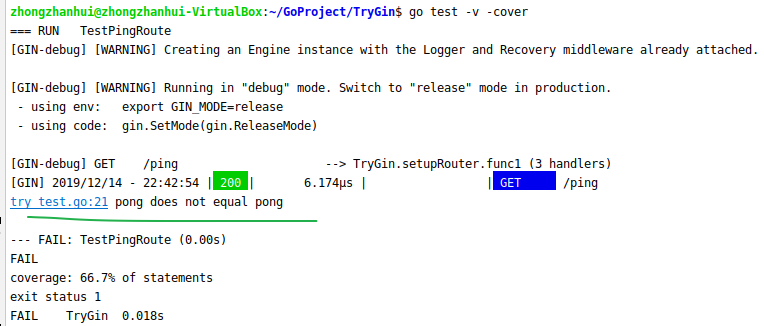 zhongzhanhui@zhongzhanhui-VirtualBox:~/GoProject/TryGin$ go test -v -cover
=== RUN   TestPingRoute
[GIN-debug] [WARNING] Creating an Engine instance with the Logger and Recovery middleware already attached.
[GIN-debug] [WARNING] Running in "debug" mode. Switch to "release" mode in production.
 - using env:   export GIN_MODE=release
 - using code:  gin.SetMode(gin.ReleaseMode)
[GIN-debug] GET    /ping                     --> TryGin.setupRouter.func1 (3 handlers)
[GIN] 2019/12/14 - 22:42:54 | 200 |       6.174µs |                 | GET      /ping
try_test.go:21 pong does not equal pong
--- FAIL: TestPingRoute (0.00s)
FAIL
coverage: 66.7% of statements
exit status 1
FAIL    TryGin  0.018s